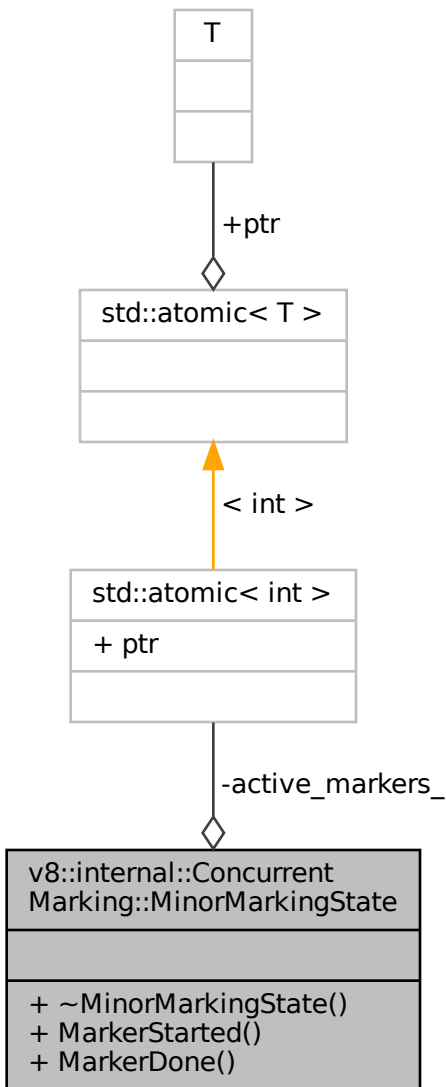 T
+ptr
std::atomic< T >
< int >
std::atomic< int >
+ ptr
-active_markers_
v8::internal::Concurrent
Marking::MinorMarkingState
+ ~MinorMarkingState()
+ MarkerStarted()
+ MarkerDone()